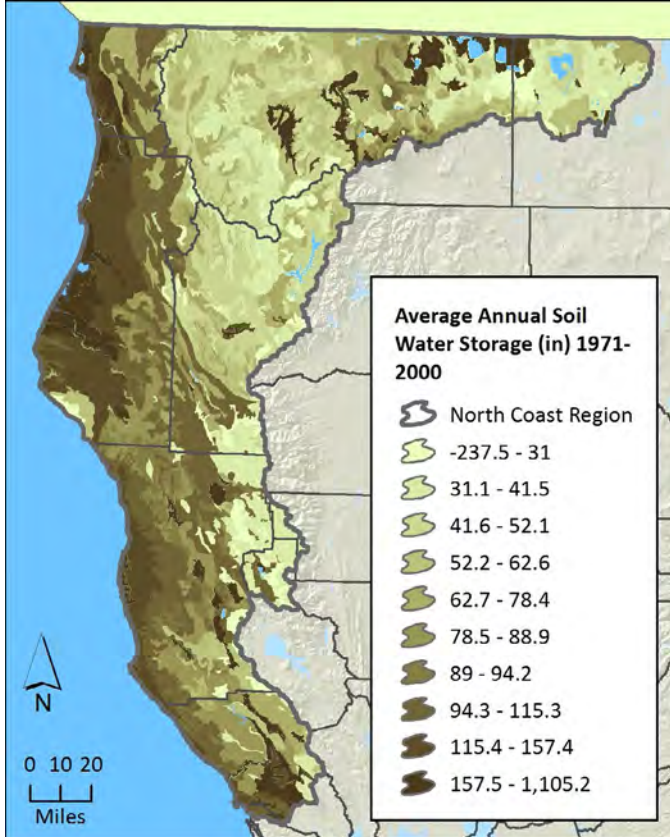 Average Annual Soil
Water Storage (in) 1971-
2000
North Coast Region
-237.5 - 31
31.1 - 41.5
41.6 - 52.1
52.2 - 62.6
62.7 - 78.4
78.5 - 88.9
89 - 94.2
94.3 - 115.3
115.4 - 157.4
157.5 - 1,105.2
N
0 10 20
Miles